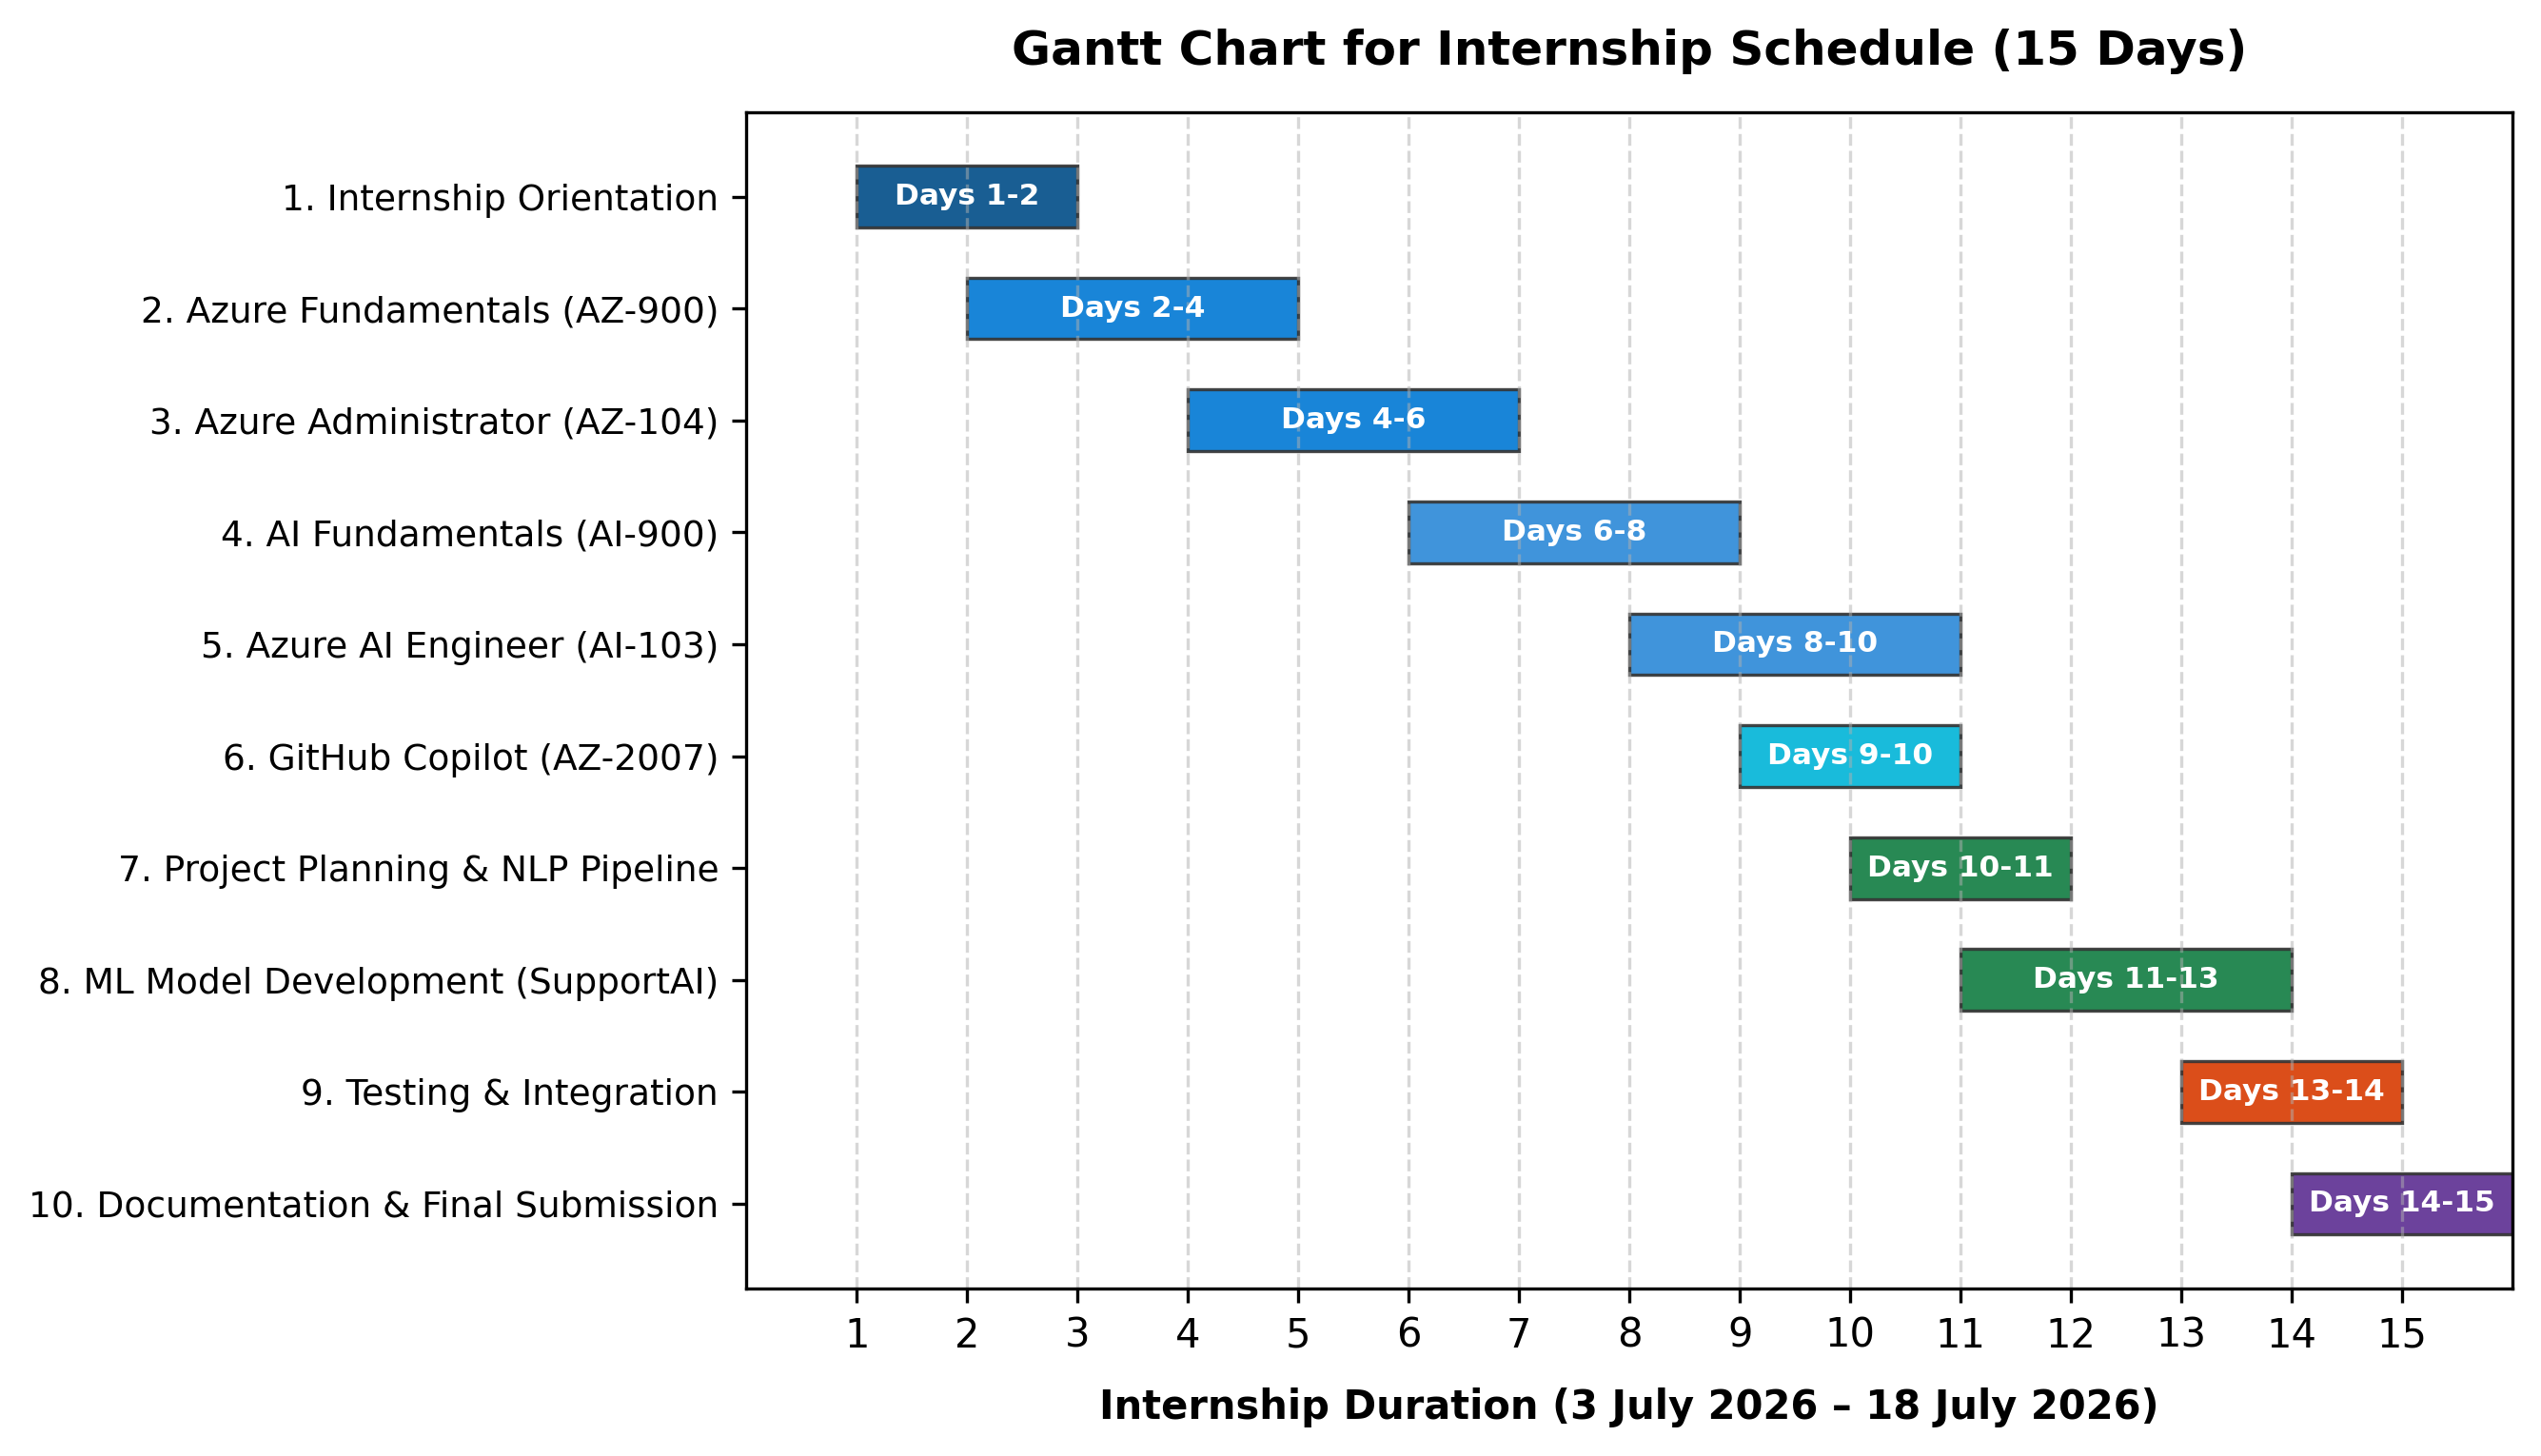 Gantt Chart for Internship Schedule (15 Days)
1. Internship Orientation
Days 1-2
2. Azure Fundamentals (AZ-900)
Days 2-4
3. Azure Administrator (AZ-104)
Days 4-6
4. AI Fundamentals (AI-900)
Days 6-8
5. Azure AI Engineer (AI-103)
Days 8-10
6. GitHub Copilot (AZ-2007)
Days 9-10
7. Project Planning & NLP Pipeline
Days 10-11
8. ML Model Development (SupportAI)
Days 11-13
9. Testing & Integration
Days 13-14
10. Documentation & Final Submission
Days 14-15
1 2 3 4 5 6 7 8 9 10 11 12 13 14 15
Internship Duration (3 July 2026 – 18 July 2026)